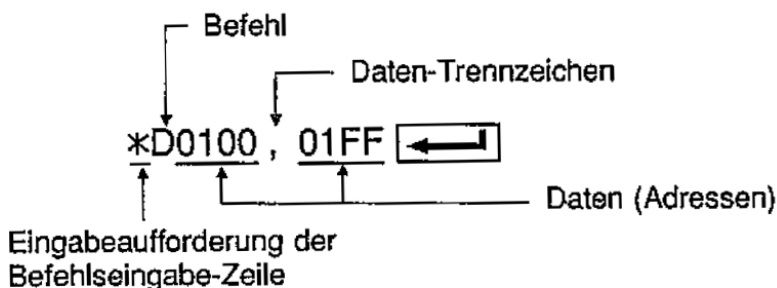 Befehl
Daten-Trennzeichen
*D0100, 01FF
Daten (Adressen)
Eingabeaufforderung der
Befehlseingabe-Zeile